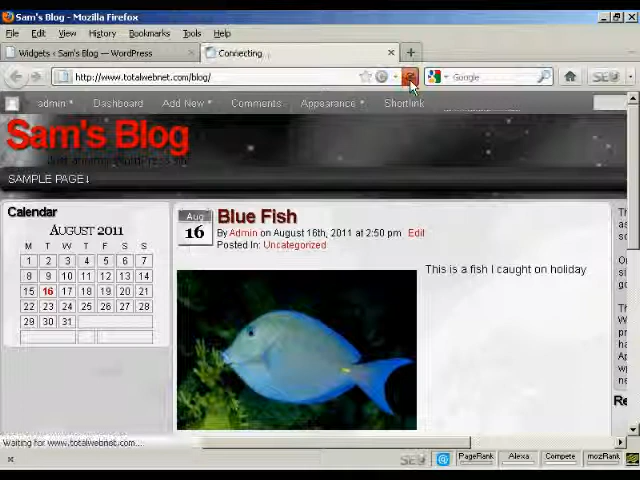 Sam's Blog - Mozilla Firefox
File Edit View History Bookmarks Tools Help
Widgets ‹ Sam's Blog — WordPress
Connecting...
http://www.totalwebnet.com/blog/
Google
SEO
admin Dashboard Add New Comments Appearance Shortlink
Sam's Blog
SAMPLE PAGE↓
Calendar
AUGUST 2011
M T W T F S S
1 2 3 4 5 6 7
8 9 10 11 12 13 14
15 16 17 18 19 20 21
22 23 24 25 26 27 28
29 30 31
Aug
16
Blue Fish
By Admin on August 16th, 2011 at 2:50 pm Edit
Posted In: Uncategorized
This is a fish I caught on holiday
Waiting for www.totalwebnet.com...
SEO PageRank Alexa Compete mozRank